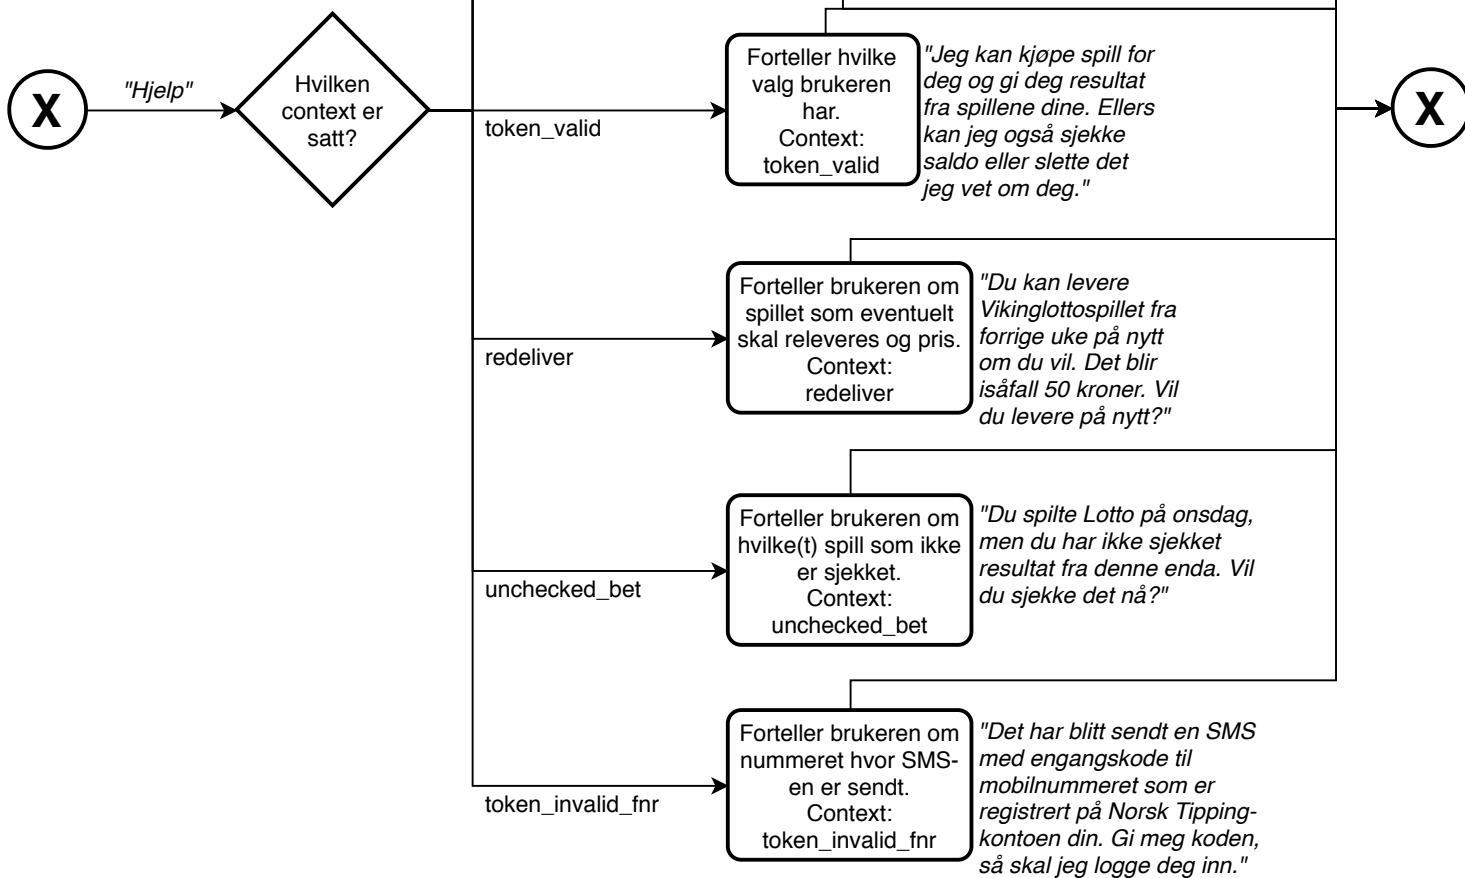 X
"Hjelp"
Hvilken
context er
satt?
token_valid
Forteller hvilke
valg brukeren
har.
Context:
token_valid
"Jeg kan kjøpe spill for
deg og gi deg resultat
fra spillene dine. Ellers
kan jeg også sjekke
saldo eller slette det
jeg vet om deg."
X
redeliver
Forteller brukeren om
spillet som eventuelt
skal releveres og pris.
Context:
redeliver
"Du kan levere
Vikinglottospillet fra
forrige uke på nytt
om du vil. Det blir
isåfall 50 kroner. Vil
du levere på nytt?"
unchecked_bet
Forteller brukeren om
hvilke(t) spill som ikke
er sjekket.
Context:
unchecked_bet
"Du spilte Lotto på onsdag,
men du har ikke sjekket
resultat fra denne enda. Vil
du sjekke det nå?"
token_invalid_fnr
Forteller brukeren om
nummeret hvor SMS-
en er sendt.
Context:
token_invalid_fnr
"Det har blitt sendt en SMS
med engangskode til
mobilnummeret som er
registrert på Norsk Tipping-
kontoen din. Gi meg koden,
så skal jeg logge deg inn."